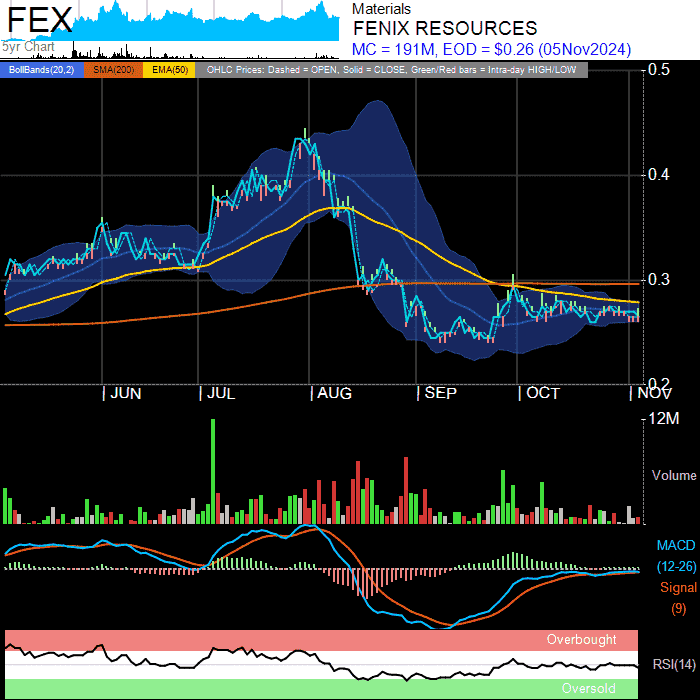 FEX
5yr Chart
Materials
FENIX RESOURCES
MC = 191M, EOD = $0.26 (05Nov2024)
BollBands(20,2) SMA(200) EMA(50) OHLC Prices: Dashed = OPEN, Solid = CLOSE, Green/Red bars = Intra-day HIGH/LOW
0.5
0.4
0.3
0.2
JUN JUL AUG SEP OCT NOV
12M
Volume
MACD
(12-26)
Signal
(9)
Overbought
RSI(14)
Oversold